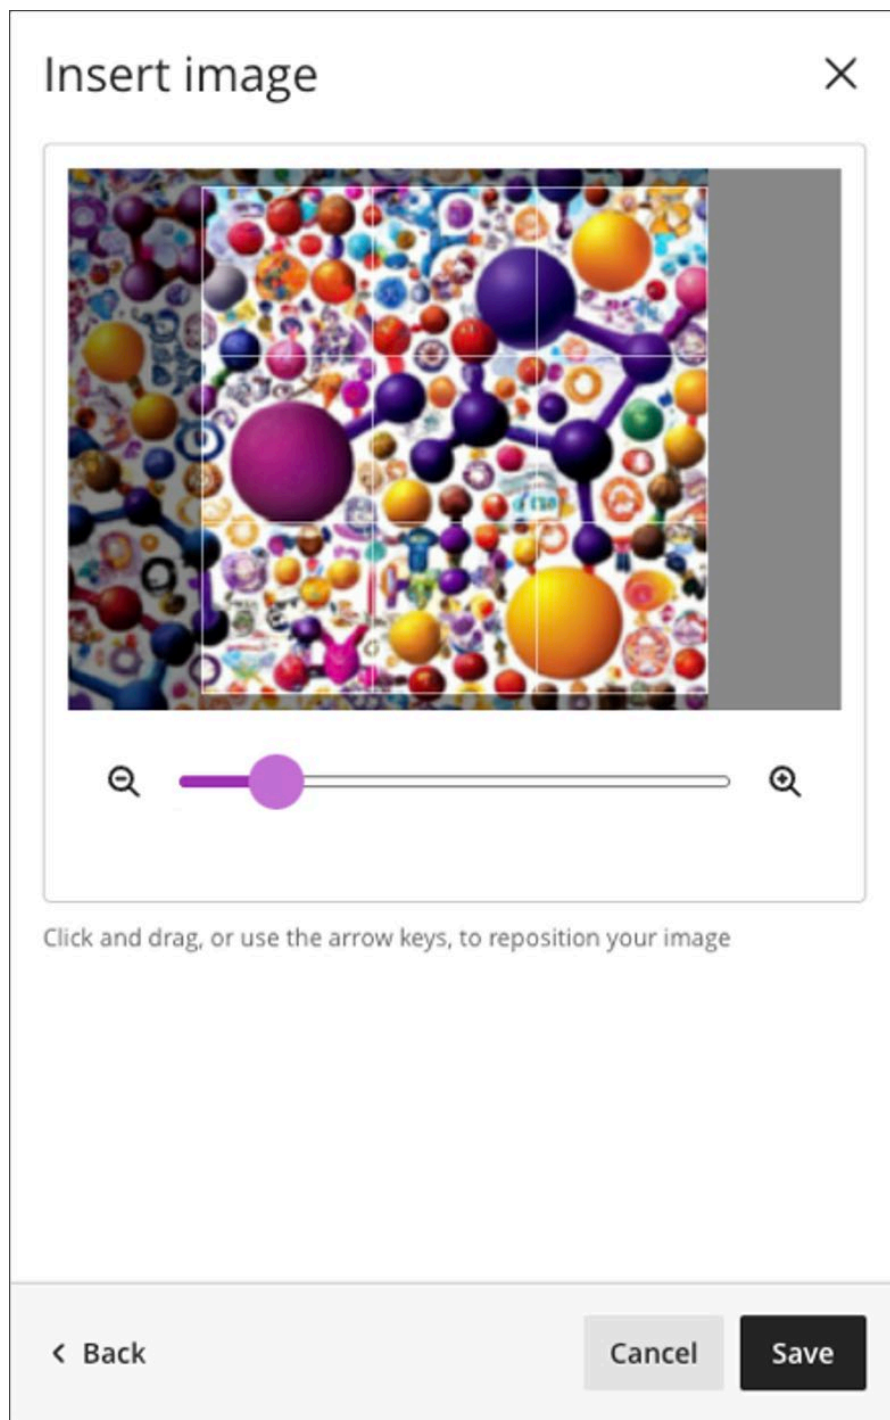 Insert image
Click and drag, or use the arrow keys, to reposition your image
Back
Cancel
Save